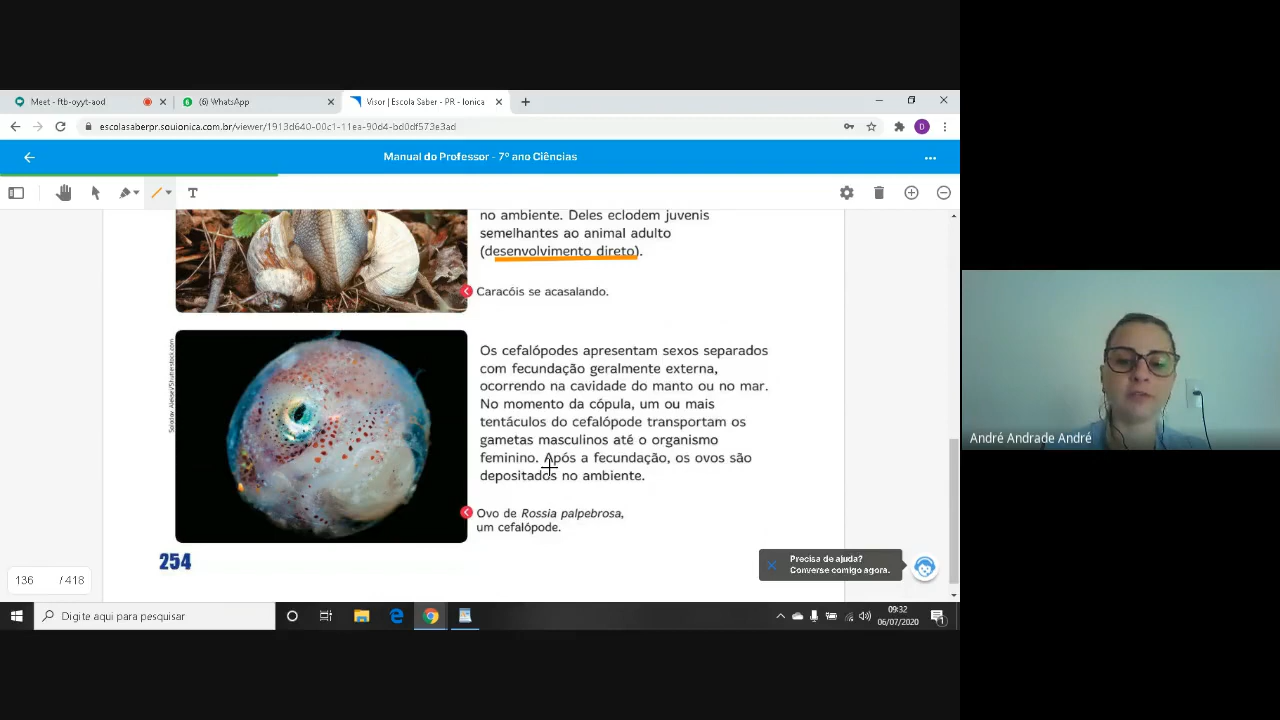 Meet - ftb-oyyt-aod
(6) WhatsApp
Visor | Escola Saber - PR - Ionica
escolasaberpr.souionica.com.br/viewer/1913d640-00c1-11ea-90d4-bd0df573e3ad
D
Manual do Professor - 7º ano Ciências
T
no ambiente. Deles eclodem juvenis
semelhantes ao animal adulto
(desenvolvimento direto).
Caracóis se acasalando.
Os cefalópodes apresentam sexos separados
com fecundação geralmente externa,
ocorrendo na cavidade do manto ou no mar.
No momento da cópula, um ou mais
tentáculos do cefalópode transportam os
gametas masculinos até o organismo
feminino. Após a fecundação, os ovos são
depositados no ambiente.
Ovo de Rossia palpebrosa,
um cefalópode.
254
136 / 418
Precisa de ajuda?
Converse comigo agora.
Digite aqui para pesquisar
09:32
06/07/2020
André Andrade André